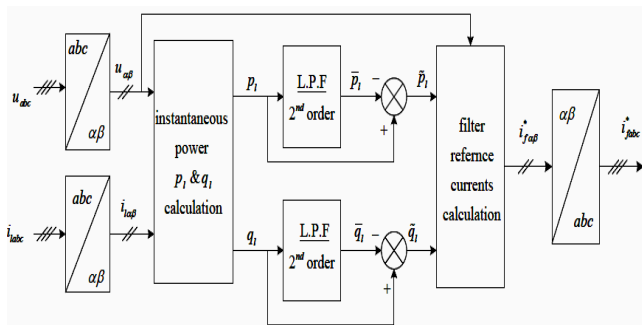 abc
αβ
u_abc
u_αβ
abc
αβ
i_labc
i_lαβ
instantaneous
power
p_l & q_l
calculation
p_l
L.P.F
2^nd order
p̄_l
−
+
p̃_l
q_l
L.P.F
2^nd order
q̄_l
−
+
q̃_l
filter
refernce
currents
calculation
i*_fαβ
αβ
abc
i*_fabc